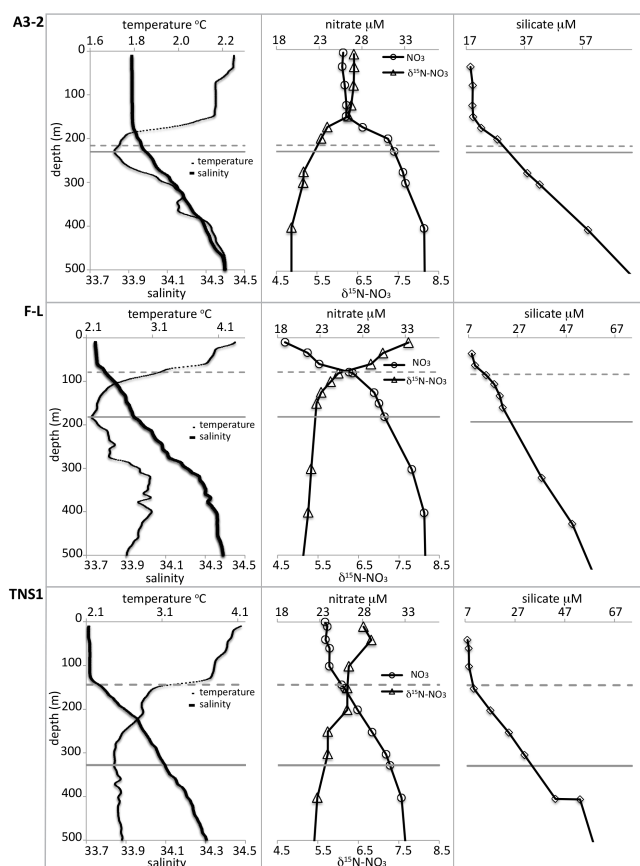 A3-2
temperature °C
1.6 1.8 2.0 2.2
nitrate µM
18 23 28 33
silicate µM
17 37 57
0
100
200
300
400
500
depth (m)
temperature
salinity
NO3
δ15N-NO3
33.7 33.9 34.1 34.3 34.5
salinity
4.5 5.5 6.5 7.5 8.5
δ15N-NO3
F-L
temperature °C
2.1 3.1 4.1
nitrate µM
18 23 28 33
silicate µM
7 27 47 67
0
100
200
300
400
500
depth (m)
temperature
salinity
NO3
δ15N-NO3
33.7 33.9 34.1 34.3 34.5
salinity
4.5 5.5 6.5 7.5 8.5
δ15N-NO3
TNS1
temperature °C
2.1 3.1 4.1
nitrate µM
18 23 28 33
silicate µM
7 27 47 67
0
100
200
300
400
500
depth (m)
temperature
salinity
NO3
δ15N-NO3
33.7 33.9 34.1 34.3 34.5
salinity
4.5 5.5 6.5 7.5 8.5
δ15N-NO3